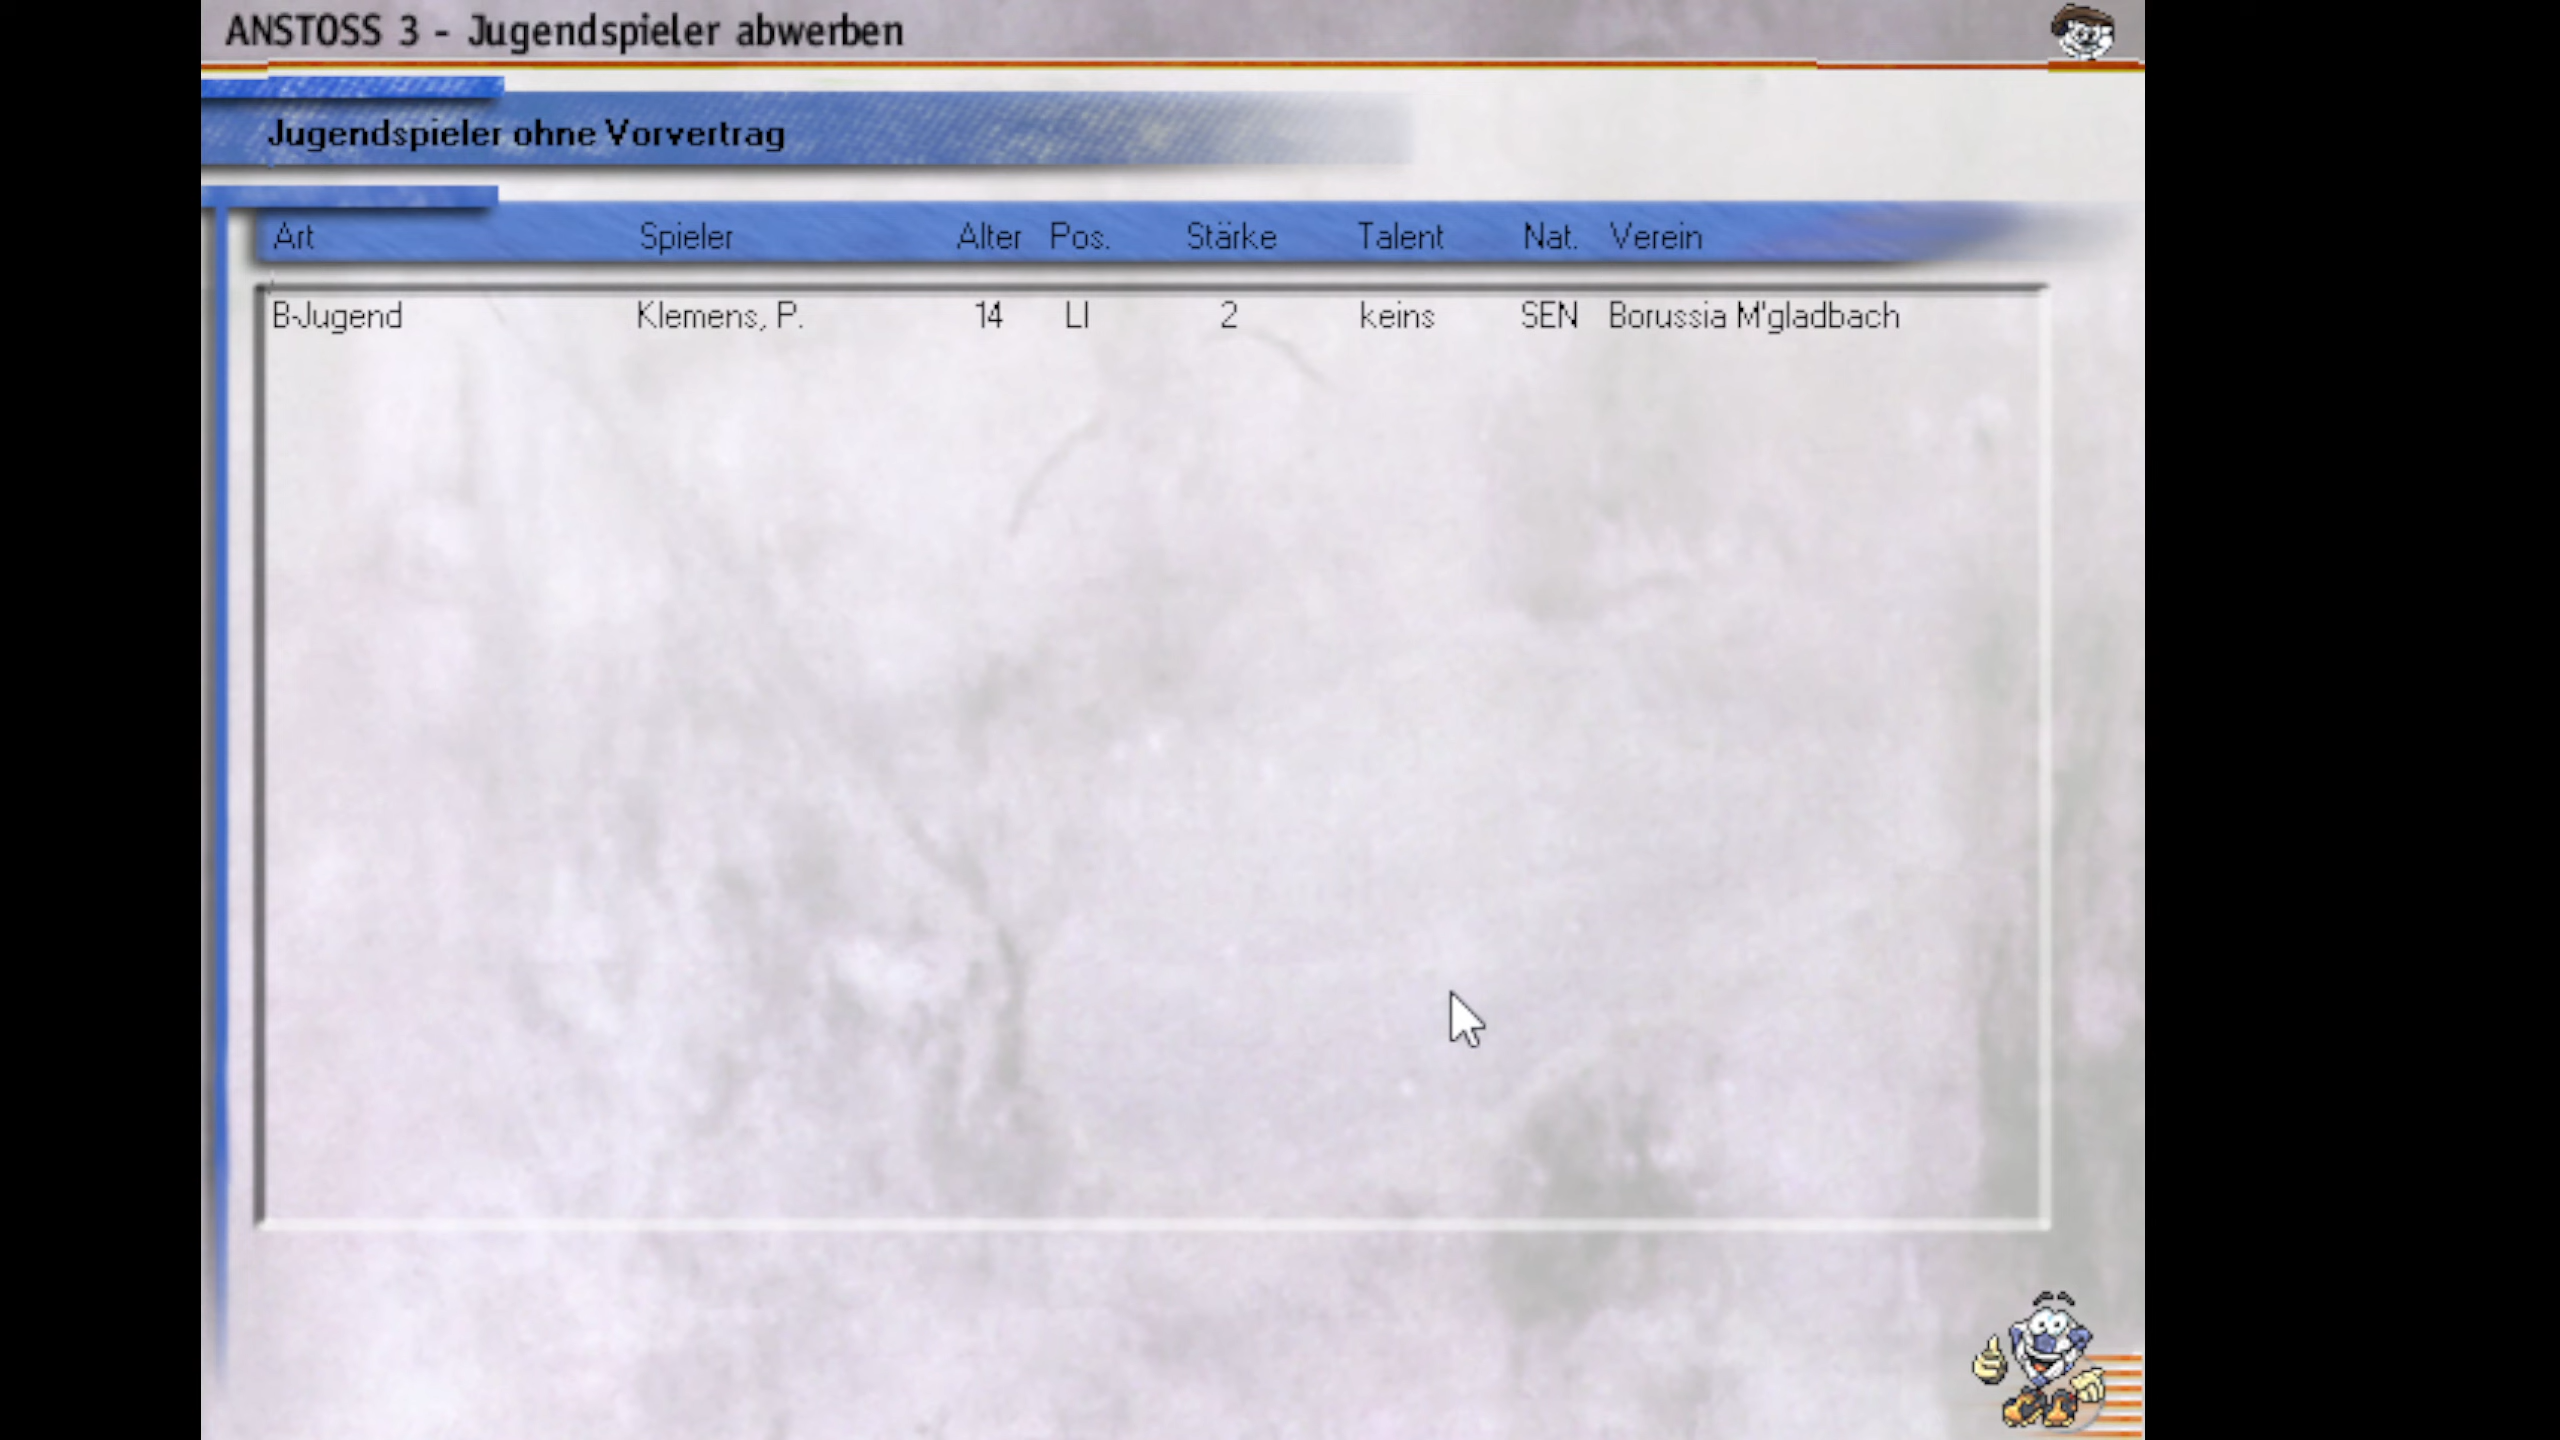 ANSTOSS 3 - Jugendspieler abwerben
Jugendspieler ohne Vorvertrag
Art Spieler Alter Pos. Stärke Talent Nat. Verein
B-Jugend Klemens, P. 14 LI 2 keins SEN Borussia M'gladbach